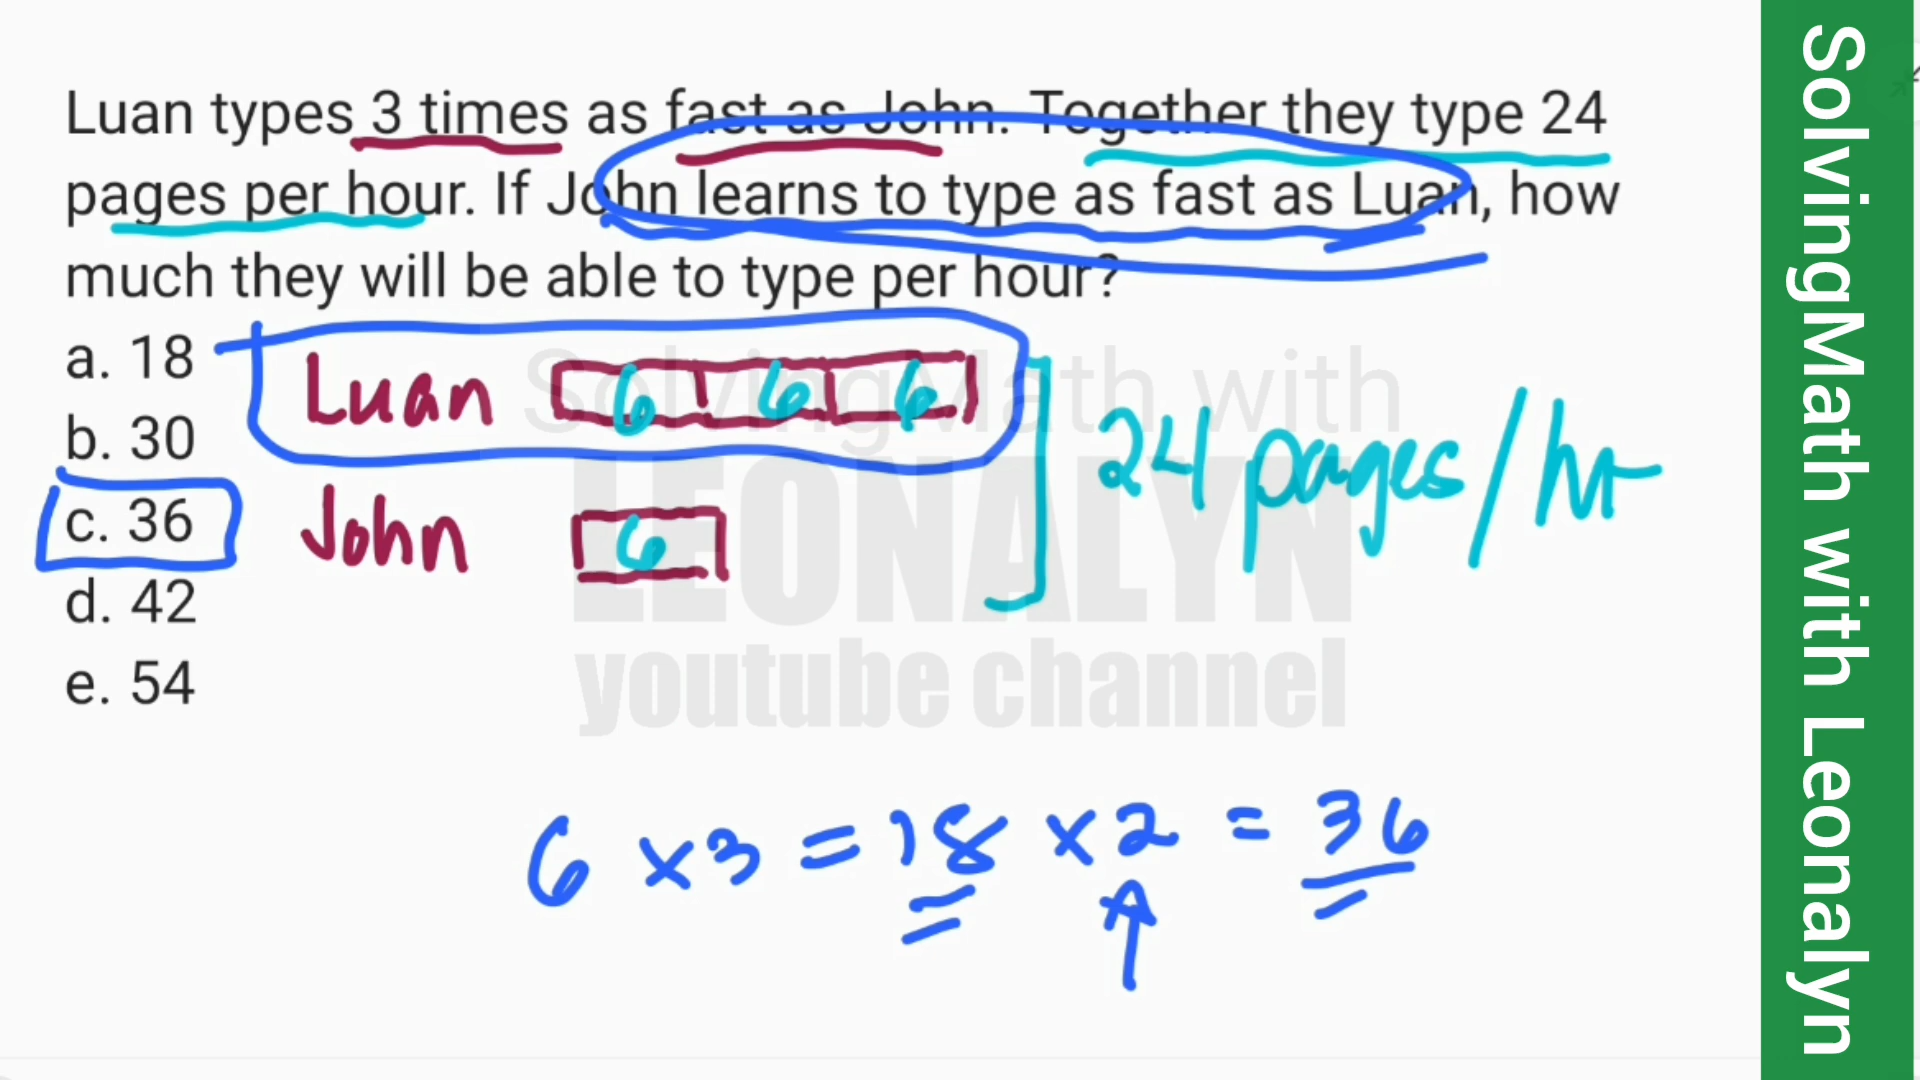 Luan types 3 times as fast as John. Together they type 24
pages per hour. If John learns to type as fast as Luan, how
much they will be able to type per hour?
a. 18
b. 30
c. 36
d. 42
e. 54
Luan 6 6 6
John 6
24 pages/hr
6 x 3 = 18 x 2 = 36
SolvingMath with
LEONALYN
youtube channel
SolvingMath with Leonalyn